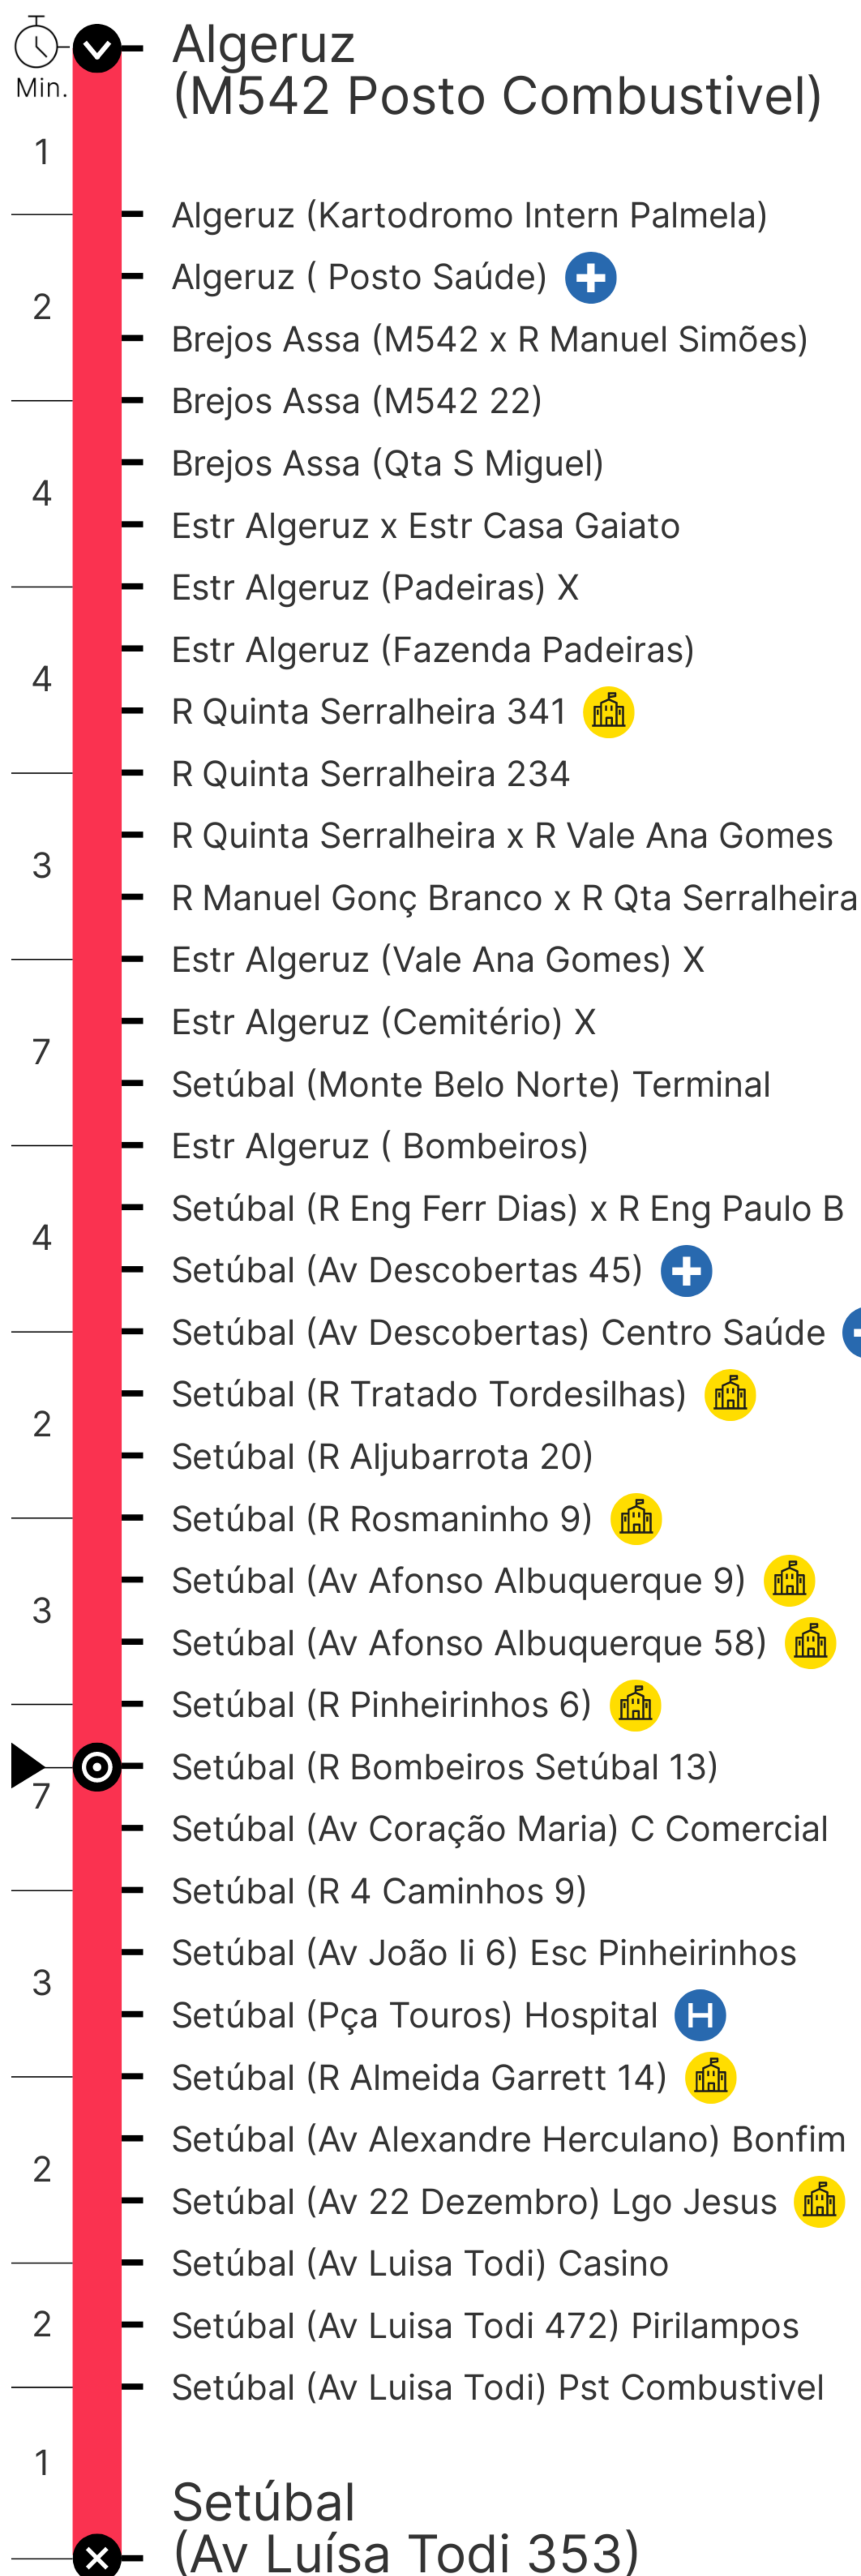 Algeruz
(M542 Posto Combustivel)
Min.
1
Algeruz (Kartodromo Intern Palmela)
Algeruz ( Posto Saúde)
2
Brejos Assa (M542 x R Manuel Simões)
Brejos Assa (M542 22)
Brejos Assa (Qta S Miguel)
4
Estr Algeruz x Estr Casa Gaiato
Estr Algeruz (Padeiras) X
Estr Algeruz (Fazenda Padeiras)
4
R Quinta Serralheira 341
R Quinta Serralheira 234
R Quinta Serralheira x R Vale Ana Gomes
3
R Manuel Gonç Branco x R Qta Serralheira
Estr Algeruz (Vale Ana Gomes) X
Estr Algeruz (Cemitério) X
7
Setúbal (Monte Belo Norte) Terminal
Estr Algeruz ( Bombeiros)
Setúbal (R Eng Ferr Dias) x R Eng Paulo B
4
Setúbal (Av Descobertas 45)
Setúbal (Av Descobertas) Centro Saúde
Setúbal (R Tratado Tordesilhas)
2
Setúbal (R Aljubarrota 20)
Setúbal (R Rosmaninho 9)
Setúbal (Av Afonso Albuquerque 9)
3
Setúbal (Av Afonso Albuquerque 58)
Setúbal (R Pinheirinhos 6)
Setúbal (R Bombeiros Setúbal 13)
7
Setúbal (Av Coração Maria) C Comercial
Setúbal (R 4 Caminhos 9)
Setúbal (Av João Ii 6) Esc Pinheirinhos
3
Setúbal (Pça Touros) Hospital H
Setúbal (R Almeida Garrett 14)
Setúbal (Av Alexandre Herculano) Bonfim
2
Setúbal (Av 22 Dezembro) Lgo Jesus
Setúbal (Av Luisa Todi) Casino
2
Setúbal (Av Luisa Todi 472) Pirilampos
Setúbal (Av Luisa Todi) Pst Combustivel
1
Setúbal
(Av Luísa Todi 353)